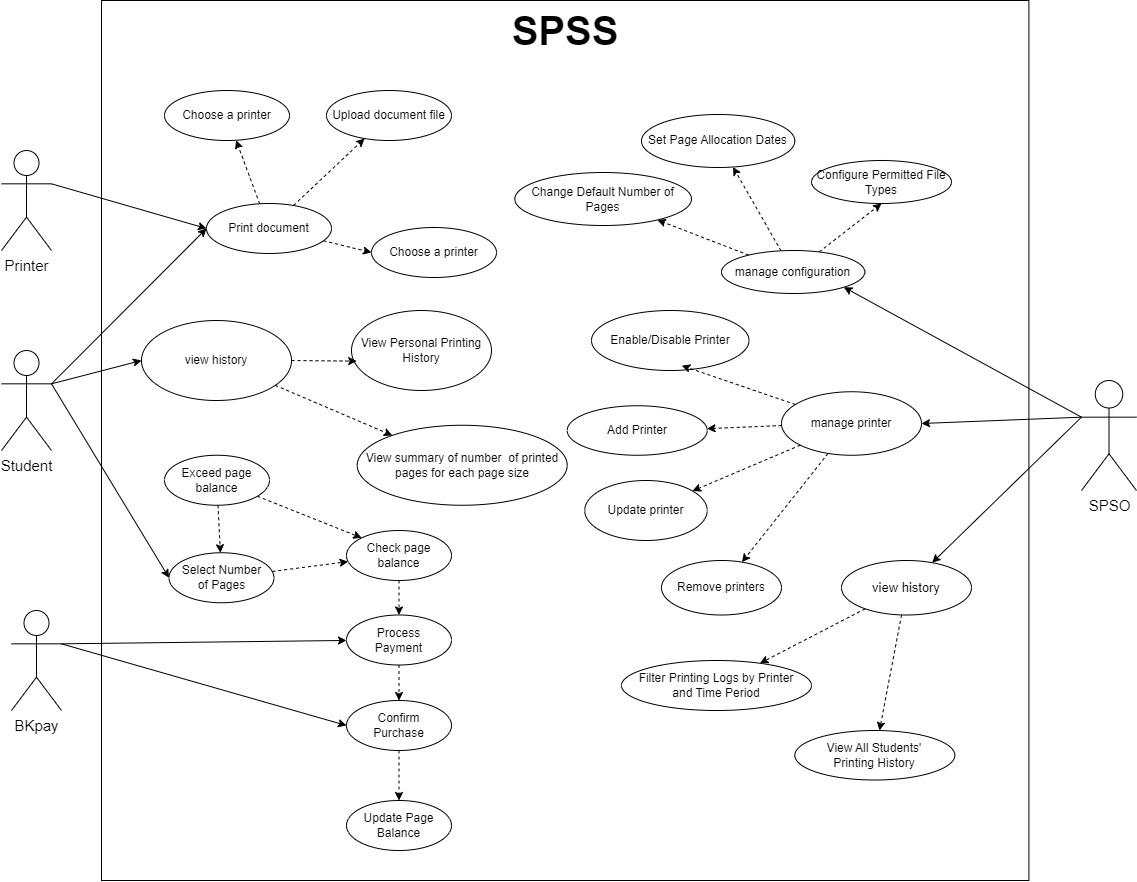 SPSS
Choose a printer
Upload document file
Print document
Choose a printer
Printer
view history
View Personal Printing
History
View summary of number of printed
pages for each page size
Student
Exceed page
balance
Select Number
of Pages
Check page
balance
Process
Payment
Confirm
Purchase
Update Page
Balance
BKpay
Set Page Allocation Dates
Change Default Number of
Pages
Configure Permitted File
Types
manage configuration
Enable/Disable Printer
Add Printer
manage printer
Update printer
Remove printers
view history
SPSO
Filter Printing Logs by Printer
and Time Period
View All Students'
Printing History